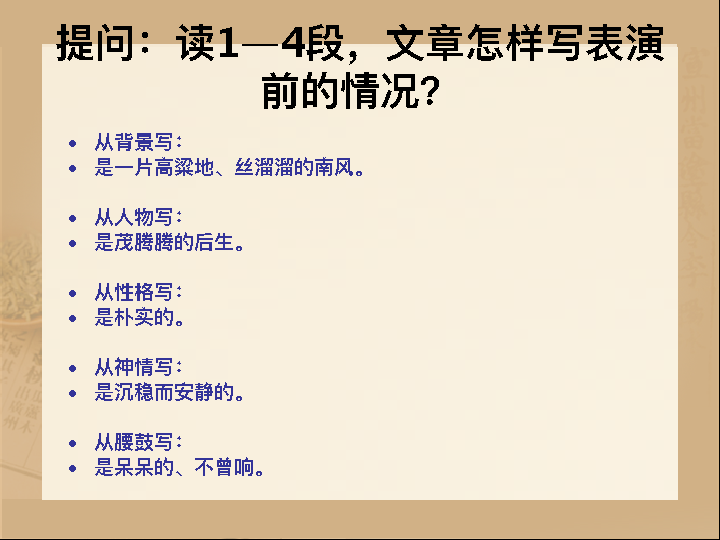 提问：读1—4段，文章怎样写表演
前的情况？
• 从背景写：
• 是一片高粱地、丝溜溜的南风。
• 从人物写：
• 是茂腾腾的后生。
• 从性格写：
• 是朴实的。
• 从神情写：
• 是沉稳而安静的。
• 从腰鼓写：
• 是呆呆的、不曾响。